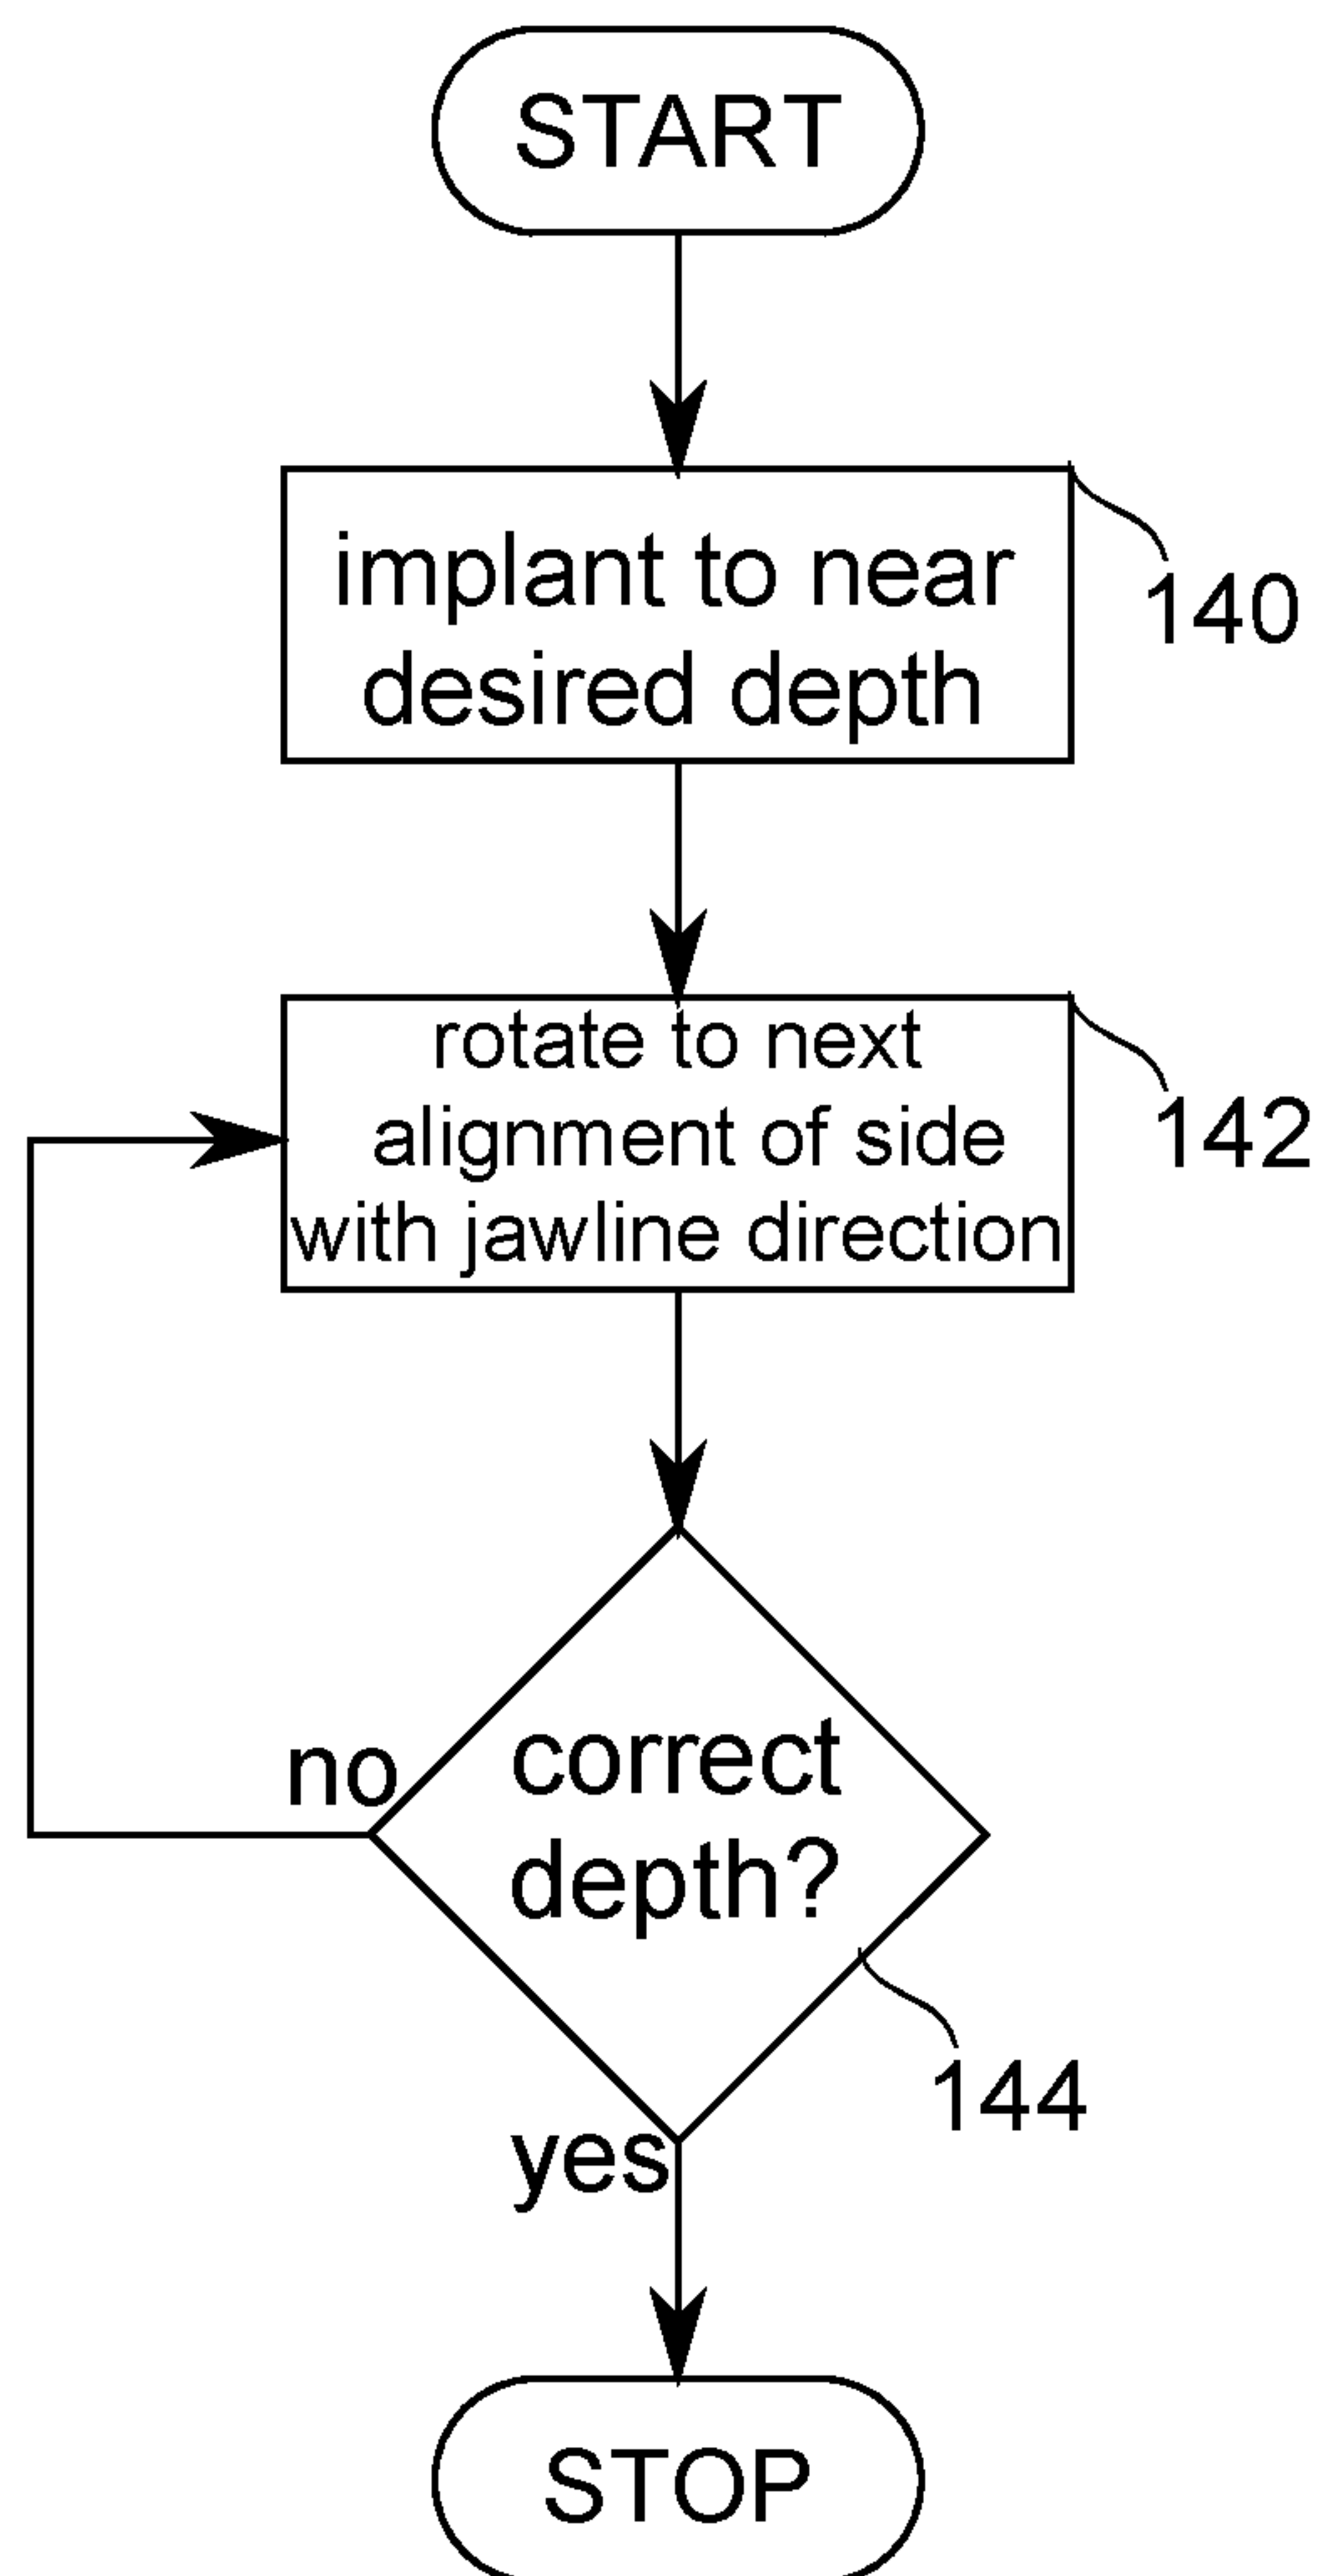 START
implant to near
desired depth
140
rotate to next
alignment of side
with jawline direction
142
correct
depth?
no
144
yes
STOP